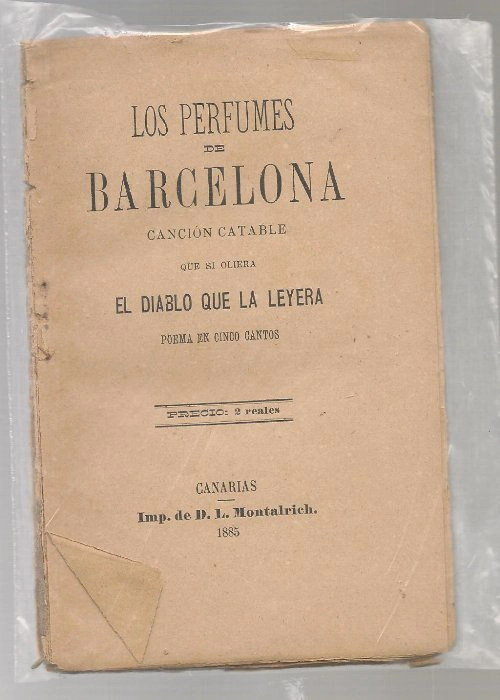 LOS PERFUMES
DE
BARCELONA
CANCIÓN CATABLE
QUE SI OLIERA
EL DIABLO QUE LA LEYERA
POEMA EN CINCO CANTOS
PRECIO: 2 reales
CANARIAS
Imp. de D. L. Montalrich.
1885